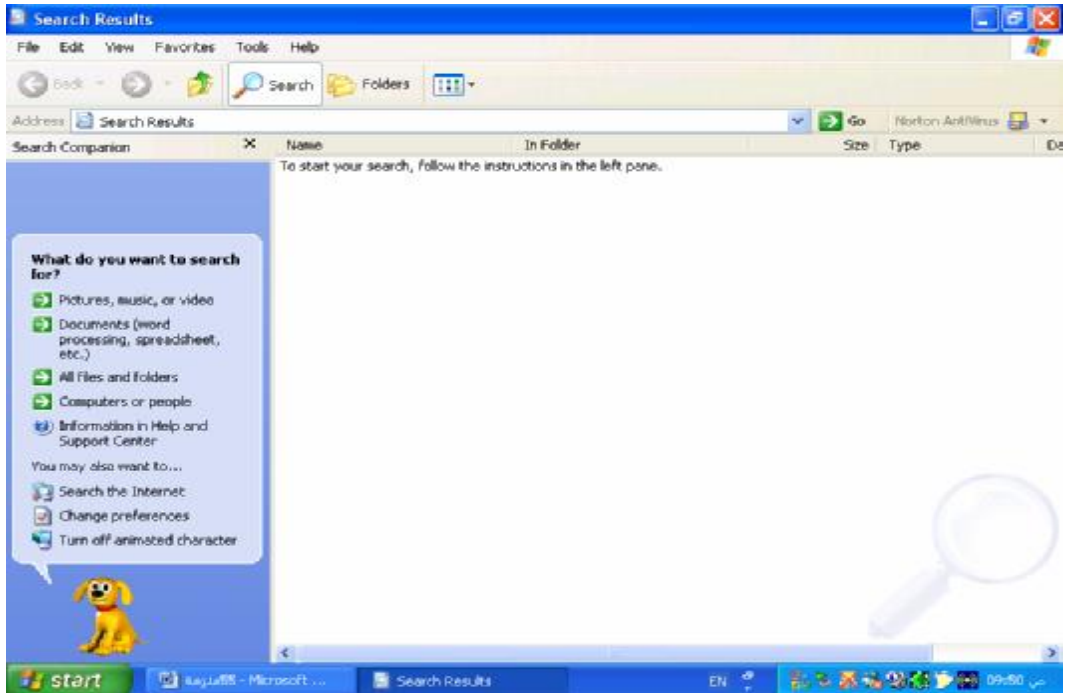 Search Results
File Edit View Favorites Tools Help
Back Search Folders
Address Search Results Go Norton AntiVirus
Search Companion Name In Folder Size Type
To start your search, follow the instructions in the left pane.
What do you want to search
for?
Pictures, music, or video
Documents (word
processing, spreadsheet,
etc.)
All files and folders
Computers or people
Information in Help and
Support Center
You may also want to...
Search the Internet
Change preferences
Turn off animated character
start - Microsoft ... Search Results EN 09:50 ص